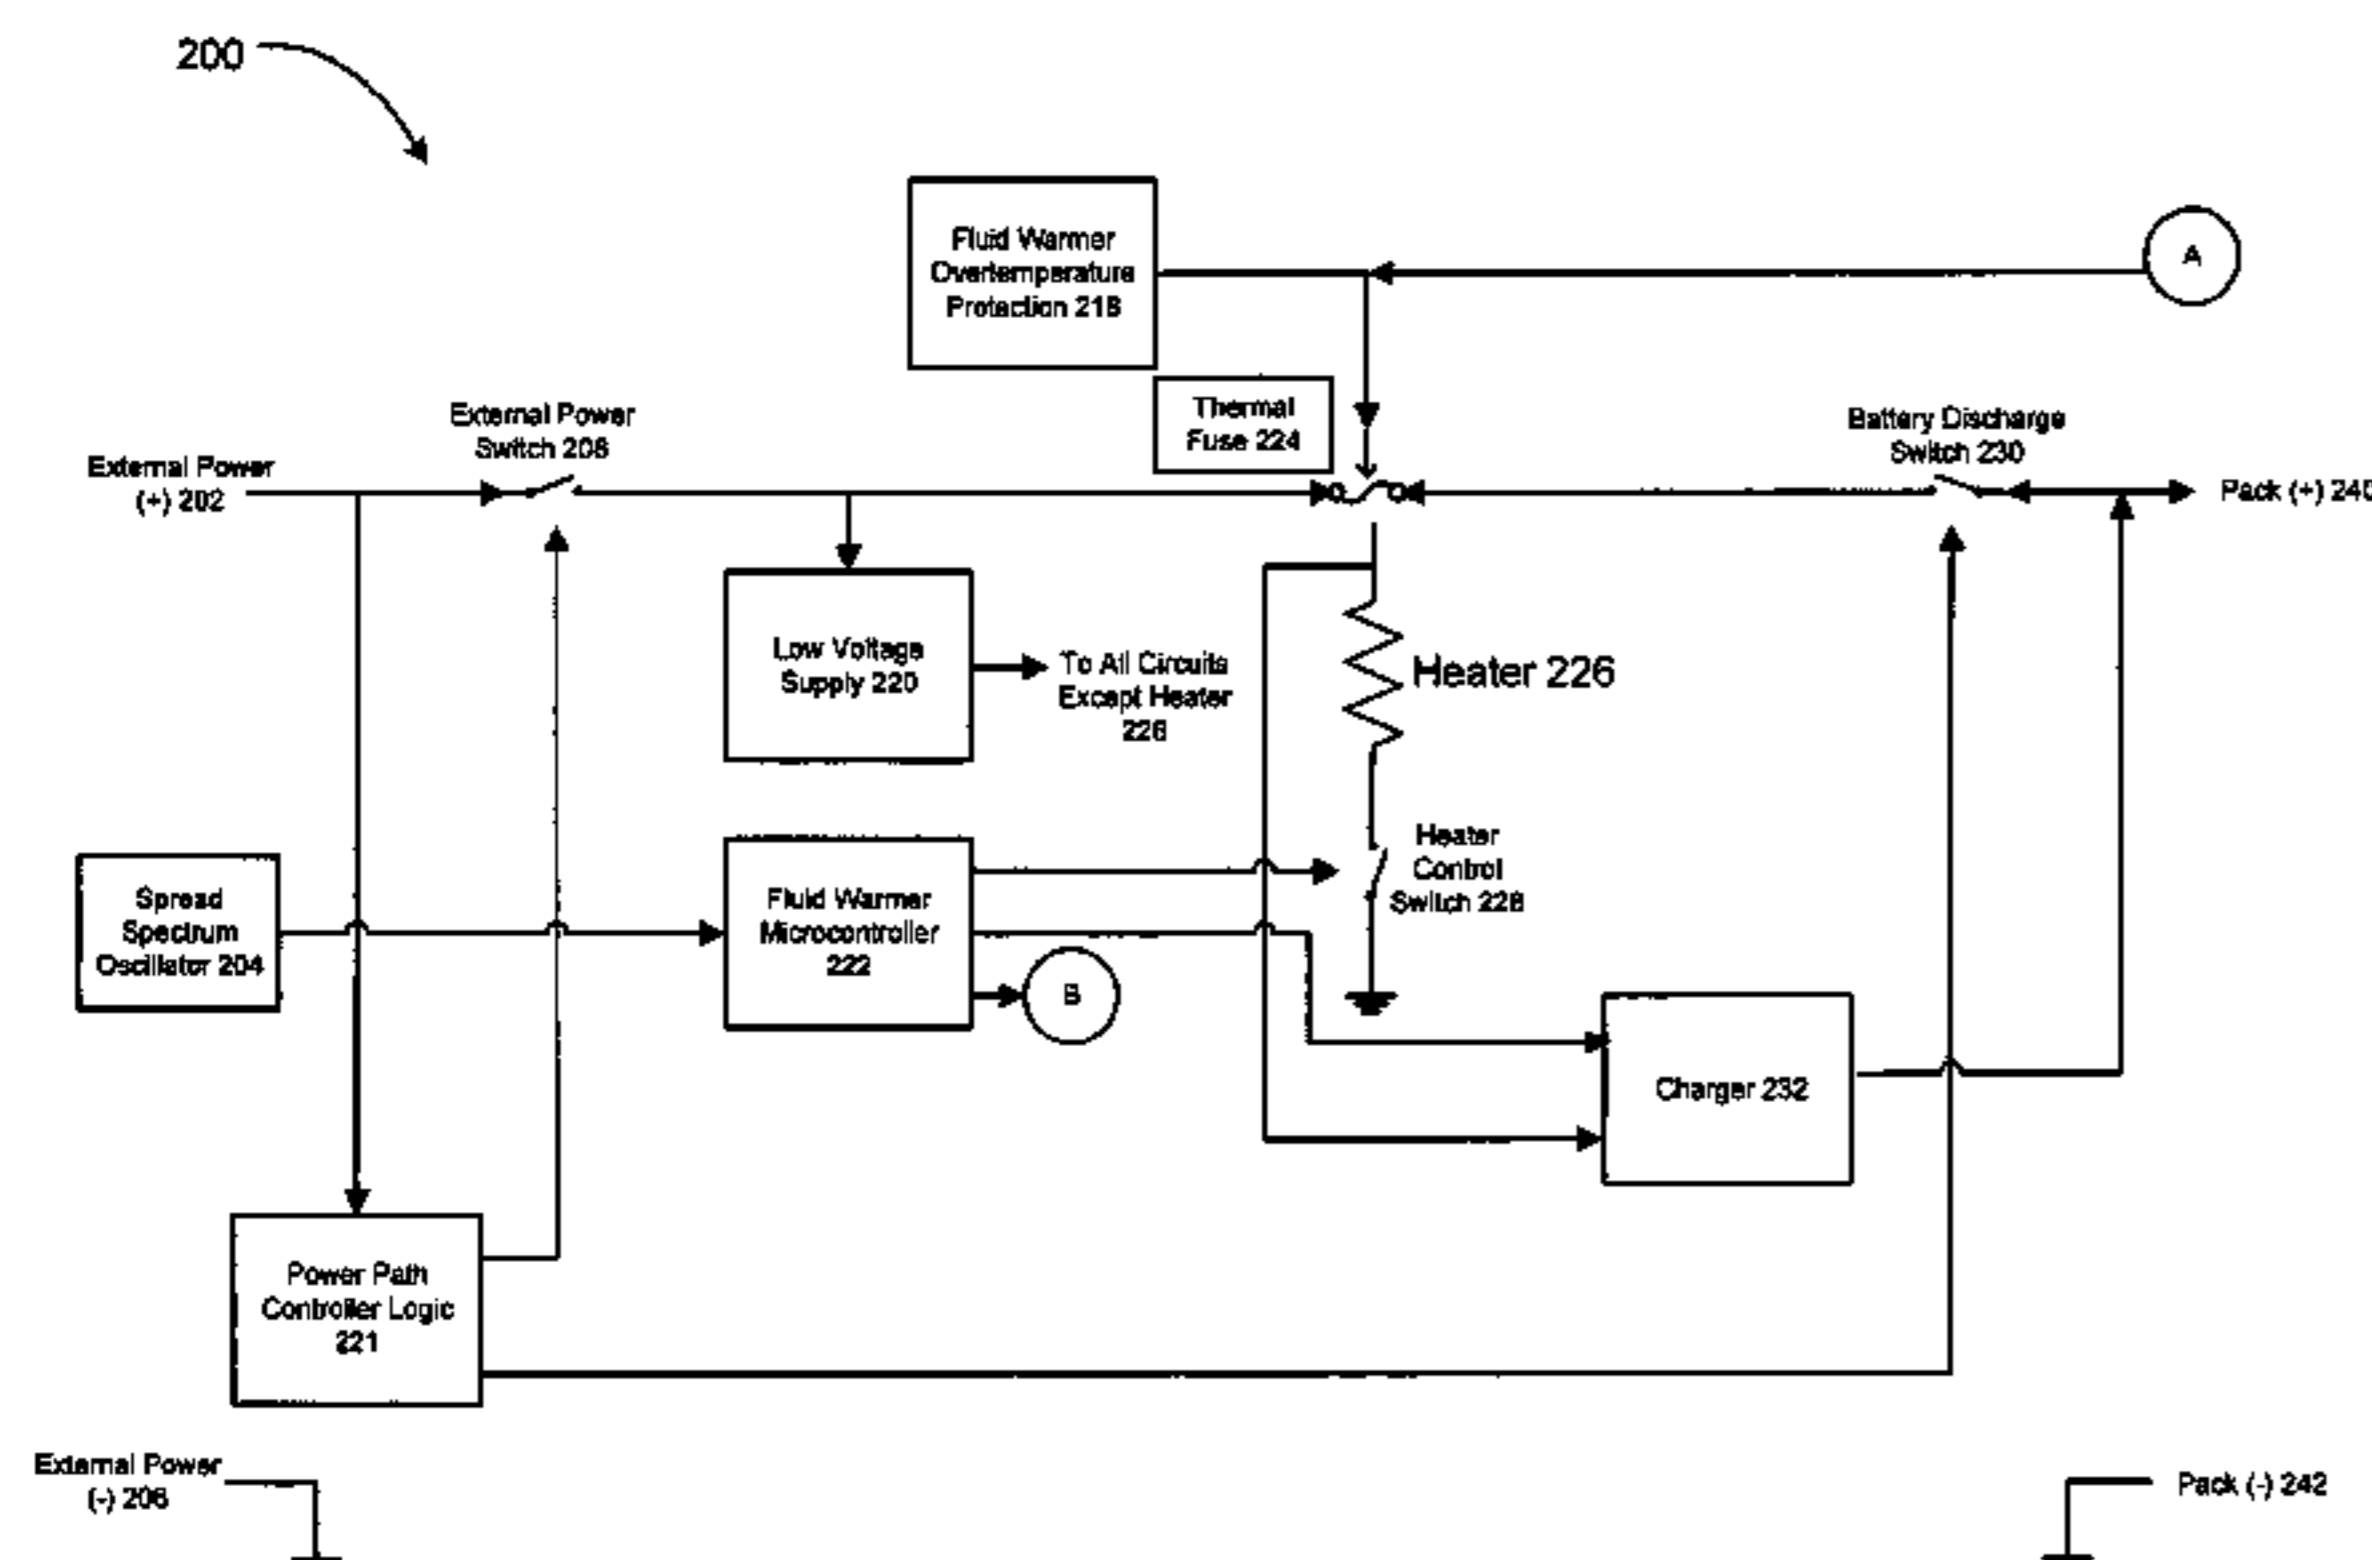 200
Fluid Warmer
Overtemperature
Protection 218
A
Thermal
Fuse 224
External Power
Switch 208
Battery Discharge
Switch 230
External Power
(+) 202
Pack (+) 240
Low Voltage
Supply 220
To All Circuits
Except Heater
226
Heater 226
Heater
Control
Switch 228
Spread
Spectrum
Oscillator 204
Fluid Warmer
Microcontroller
222
B
Charger 232
Power Path
Controller Logic
221
External Power
(-) 206
Pack (-) 242